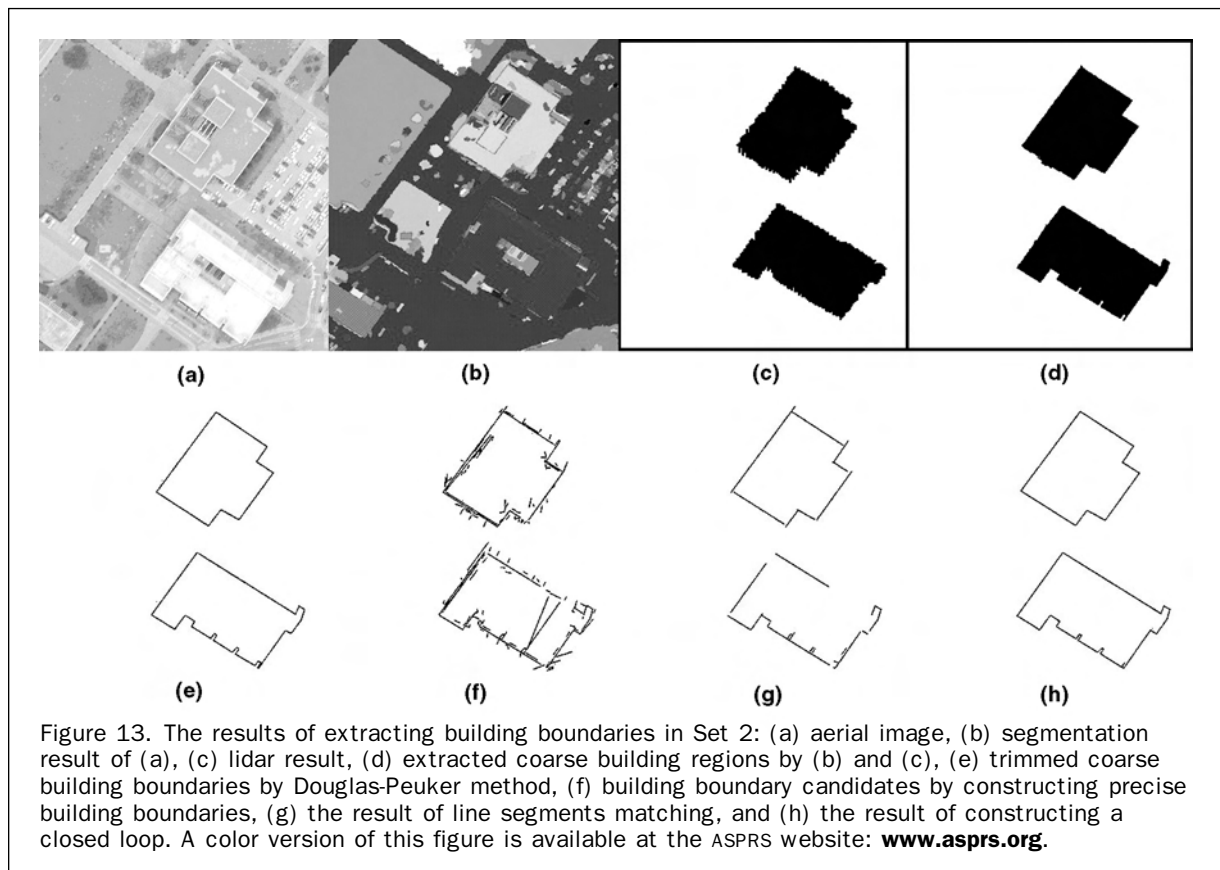 (a)
(b)
(c)
(d)
(e)
(f)
(g)
(h)
Figure 13. The results of extracting building boundaries in Set 2: (a) aerial image, (b) segmentation
result of (a), (c) lidar result, (d) extracted coarse building regions by (b) and (c), (e) trimmed coarse
building boundaries by Douglas-Peuker method, (f) building boundary candidates by constructing precise
building boundaries, (g) the result of line segments matching, and (h) the result of constructing a
closed loop. A color version of this figure is available at the ASPRS website: www.asprs.org.